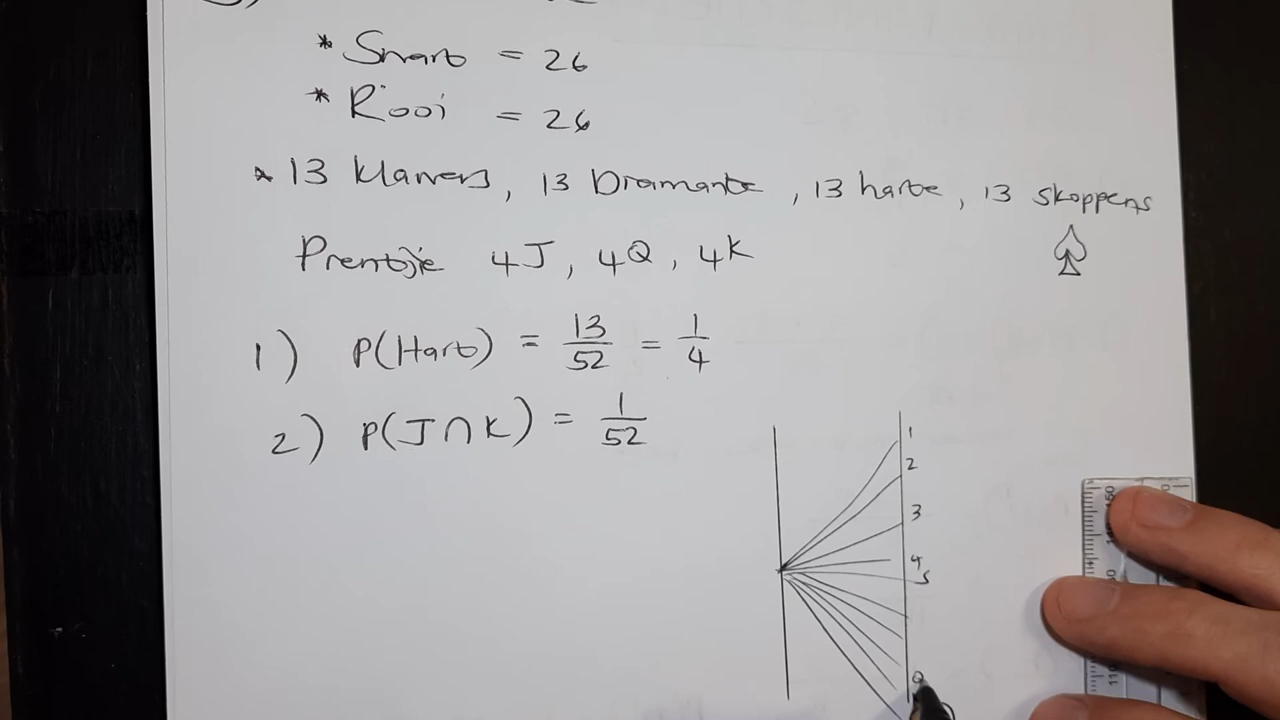 * Swart = 26
* Rooi = 26
* 13 klawers, 13 Diamante, 13 harte, 13 skoppens
Prentjie 4J, 4Q, 4K
1) P(Hart) = 13/52 = 1/4
2) P(J∩K) = 1/52
1
2
3
4
5
9